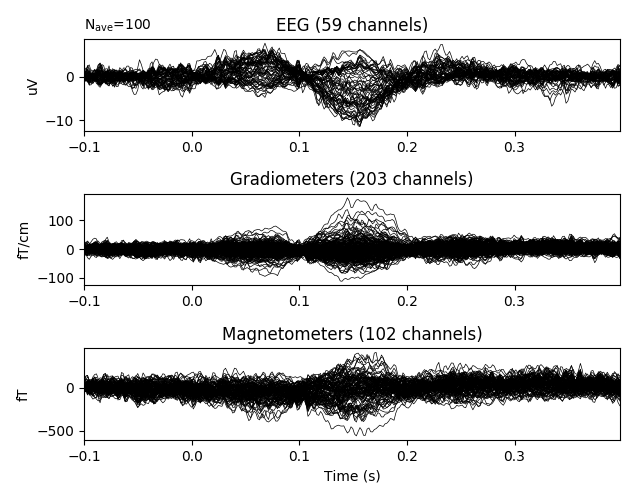 N_ave=100
EEG (59 channels)
uV
0
−10
−0.1 0.0 0.1 0.2 0.3
Gradiometers (203 channels)
fT/cm
100
0
−100
−0.1 0.0 0.1 0.2 0.3
Magnetometers (102 channels)
fT
0
−500
−0.1 0.0 0.1 0.2 0.3
Time (s)